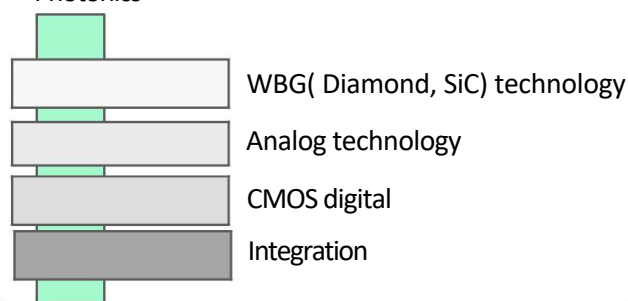 Photonics
WBG( Diamond, SiC) technology
Analog technology
CMOS digital
Integration